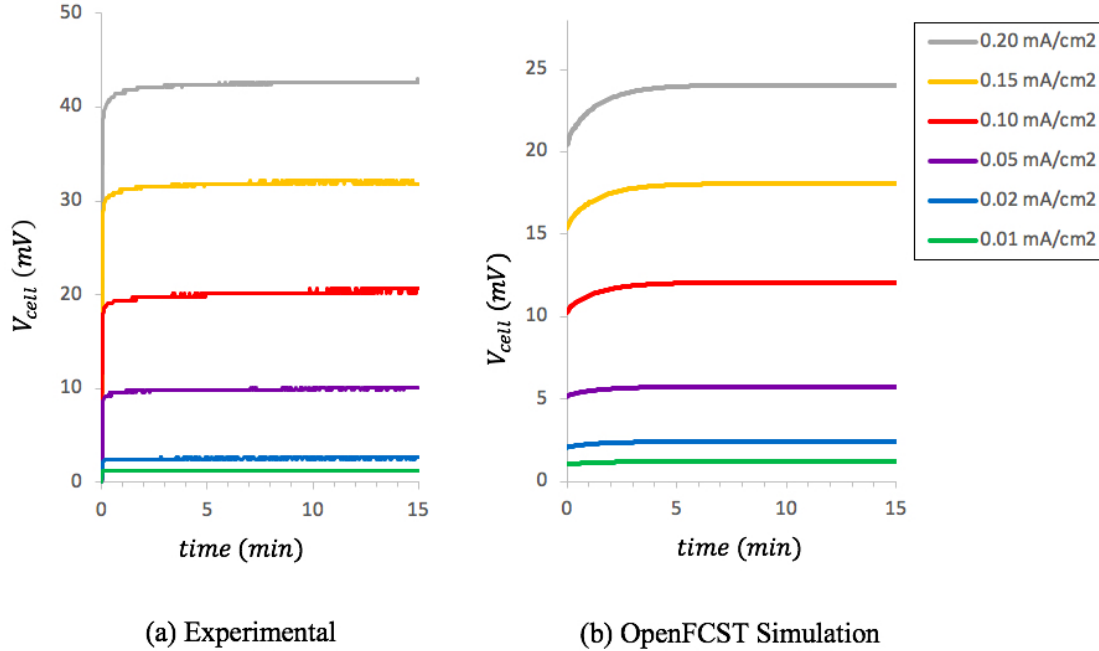 50
40
30
20
10
0
V_cell (mV)
0
5
10
15
time (min)
(a) Experimental
25
20
15
10
5
0
V_cell (mV)
0
5
10
15
time (min)
(b) OpenFCST Simulation
0.20 mA/cm2
0.15 mA/cm2
0.10 mA/cm2
0.05 mA/cm2
0.02 mA/cm2
0.01 mA/cm2